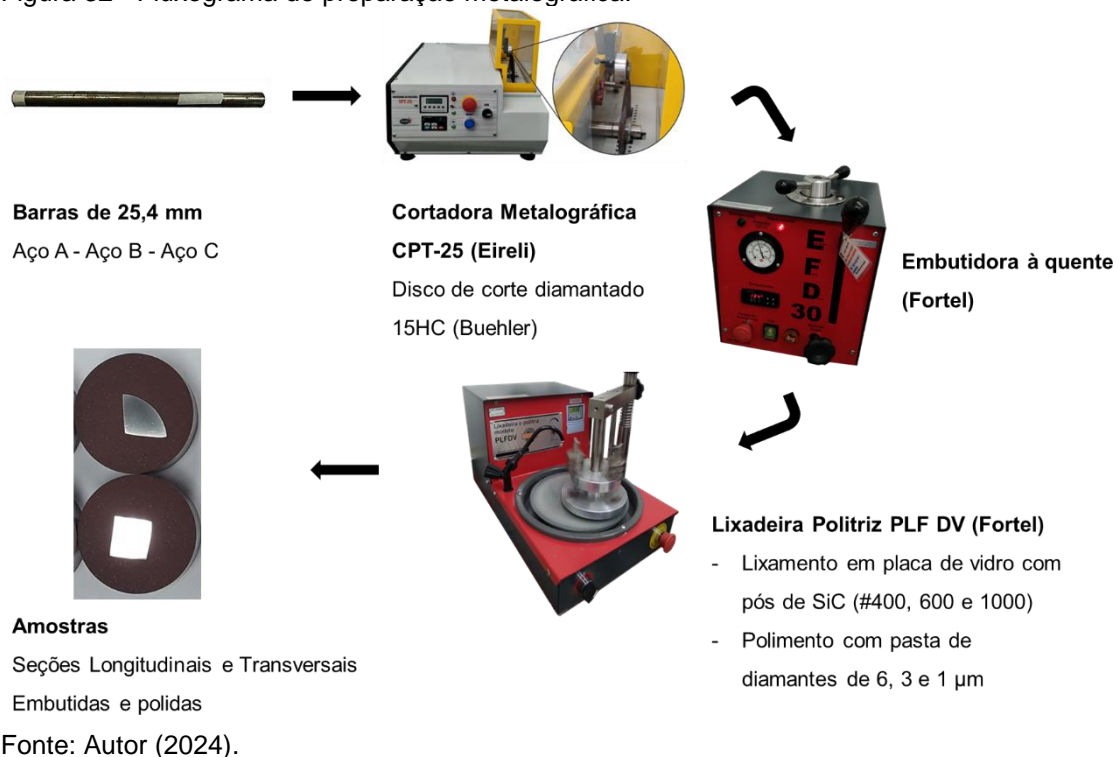 Barras de 25,4 mm
Aço A - Aço B - Aço C
Cortadora Metalográfica
CPT-25 (Eireli)
Disco de corte diamantado
15HC (Buehler)
E
F
D
30
Embutidora à quente
(Fortel)
Lixadeira e politriz
modelo
PLFDV
Lixadeira Politriz PLF DV (Fortel)
- Lixamento em placa de vidro com
pós de SiC (#400, 600 e 1000)
- Polimento com pasta de
diamantes de 6, 3 e 1 µm
Amostras
Seções Longitudinais e Transversais
Embutidas e polidas
Fonte: Autor (2024).